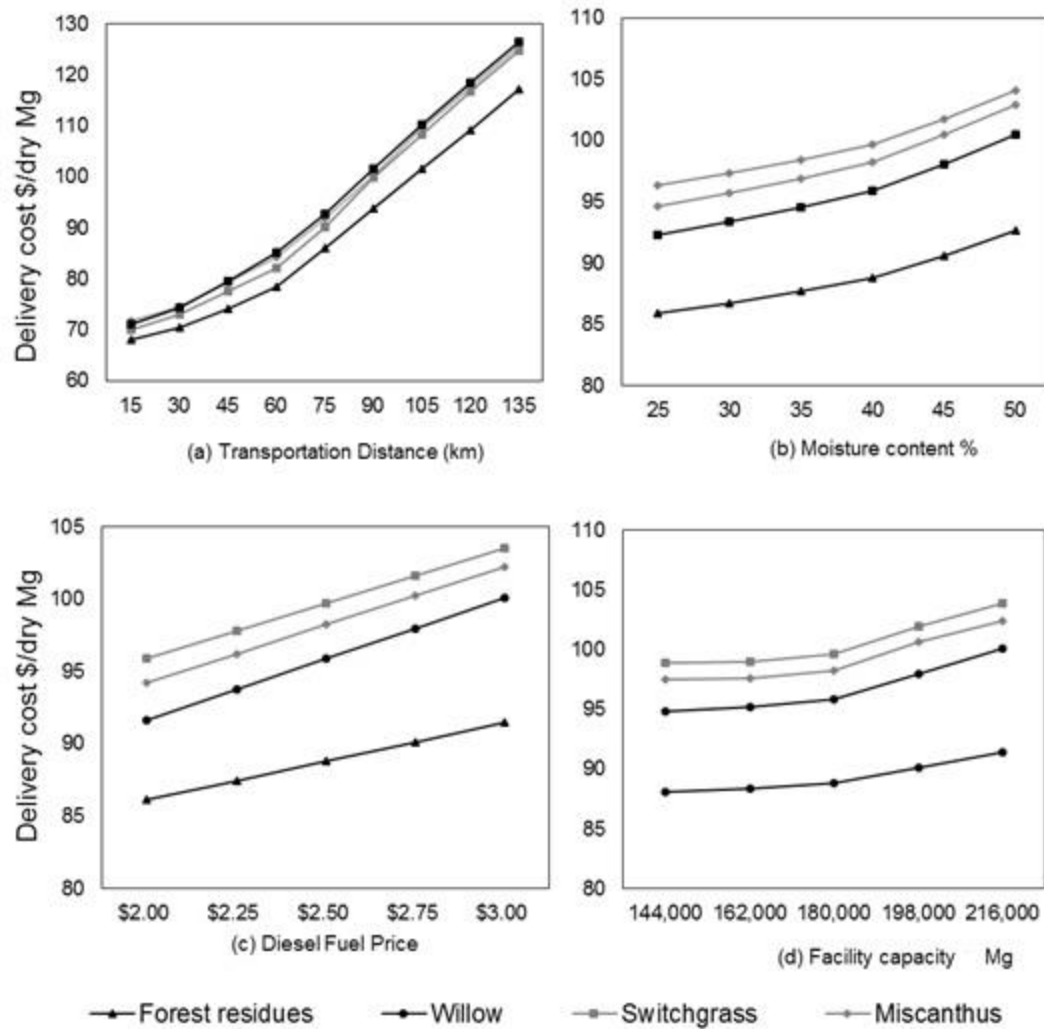 Delivery cost $/dry Mg
130
120
110
100
90
80
70
60
15 30 45 60 75 90 105 120 135
(a) Transportation Distance (km)
110
105
100
95
90
85
80
25 30 35 40 45 50
(b) Moisture content %
Delivery cost $/dry Mg
105
100
95
90
85
80
$2.00 $2.25 $2.50 $2.75 $3.00
(c) Diesel Fuel Price
110
105
100
95
90
85
80
144,000 162,000 180,000 198,000 216,000
(d) Facility capacity Mg
Forest residues Willow Switchgrass Miscanthus